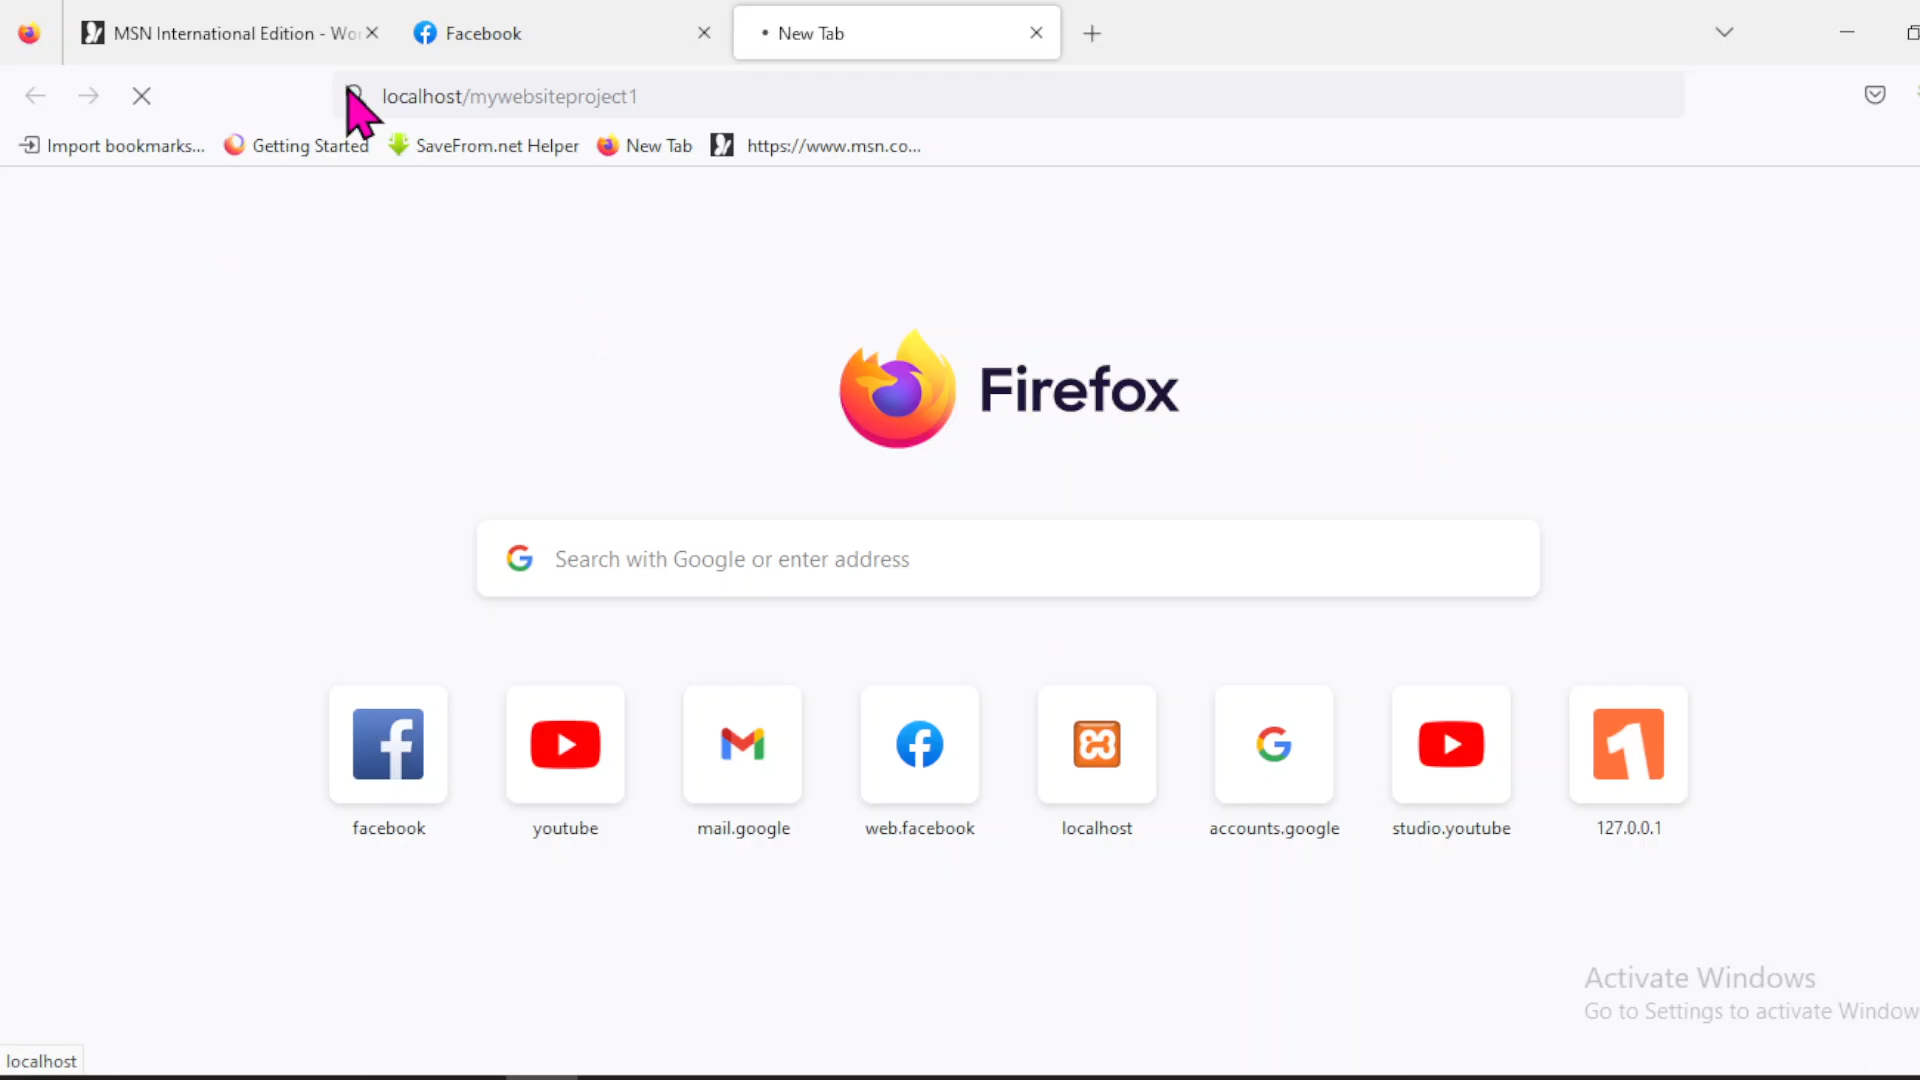 MSN International Edition - Wo
Facebook
New Tab
localhost/mywebsiteproject1
Import bookmarks...
Getting Started
SaveFrom.net Helper
New Tab
https://www.msn.co...
Firefox
Search with Google or enter address
facebook
youtube
mail.google
web.facebook
localhost
accounts.google
studio.youtube
127.0.0.1
Activate Windows
Go to Settings to activate Window
localhost